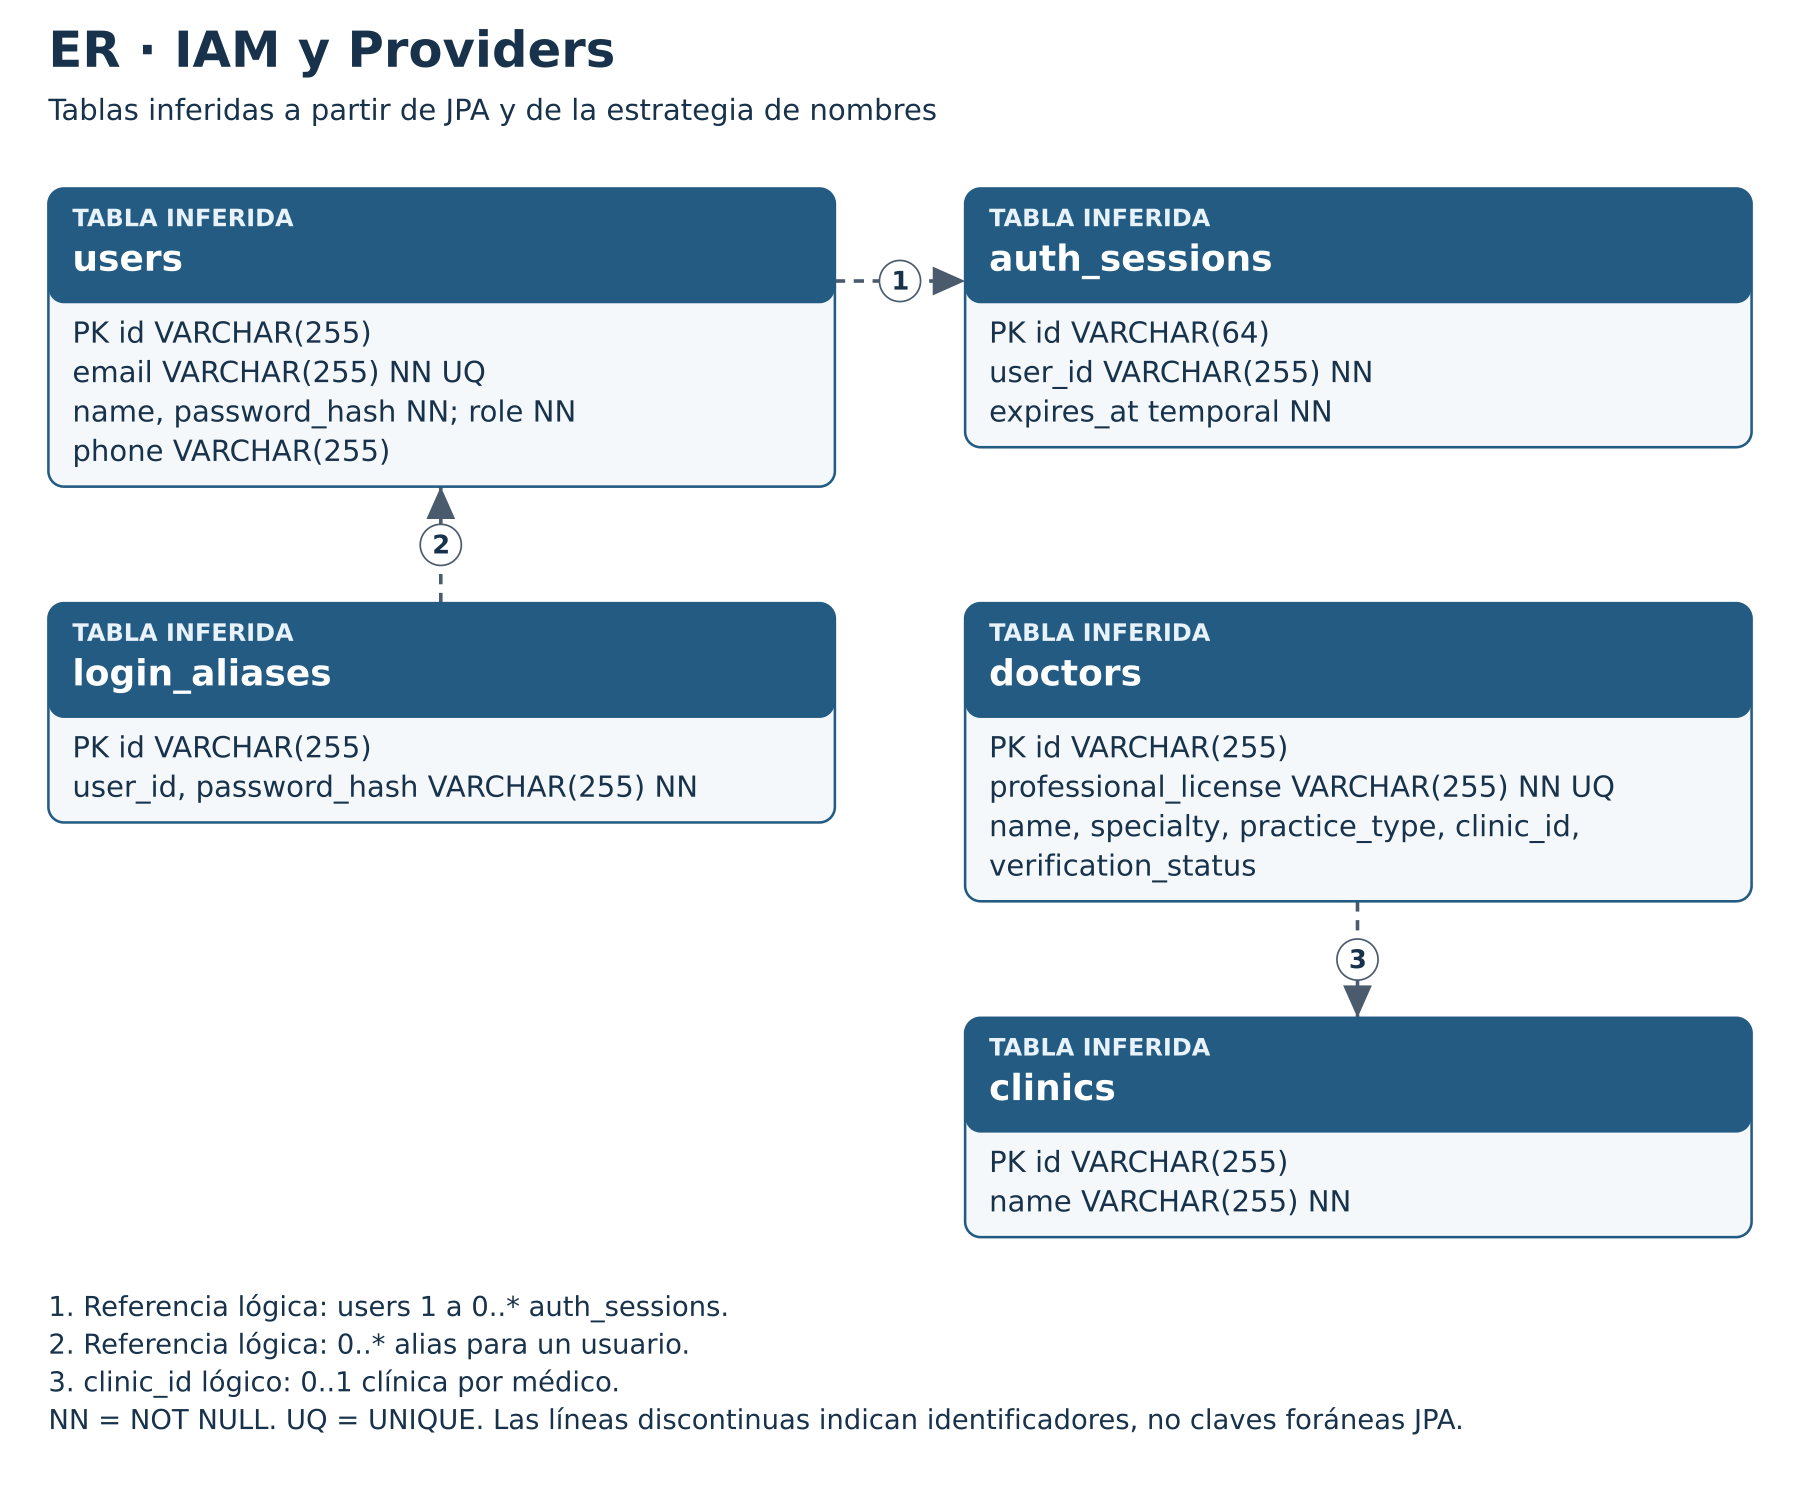 ER · IAM y Providers
Tablas inferidas a partir de JPA y de la estrategia de nombres
TABLA INFERIDA
users
PK id VARCHAR(255)
email VARCHAR(255) NN UQ
name, password_hash NN; role NN
phone VARCHAR(255)
1
TABLA INFERIDA
auth_sessions
PK id VARCHAR(64)
user_id VARCHAR(255) NN
expires_at temporal NN
2
TABLA INFERIDA
login_aliases
PK id VARCHAR(255)
user_id, password_hash VARCHAR(255) NN
TABLA INFERIDA
doctors
PK id VARCHAR(255)
professional_license VARCHAR(255) NN UQ
name, specialty, practice_type, clinic_id,
verification_status
3
TABLA INFERIDA
clinics
PK id VARCHAR(255)
name VARCHAR(255) NN
1. Referencia lógica: users 1 a 0..* auth_sessions.
2. Referencia lógica: 0..* alias para un usuario.
3. clinic_id lógico: 0..1 clínica por médico.
NN = NOT NULL. UQ = UNIQUE. Las líneas discontinuas indican identificadores, no claves foráneas JPA.